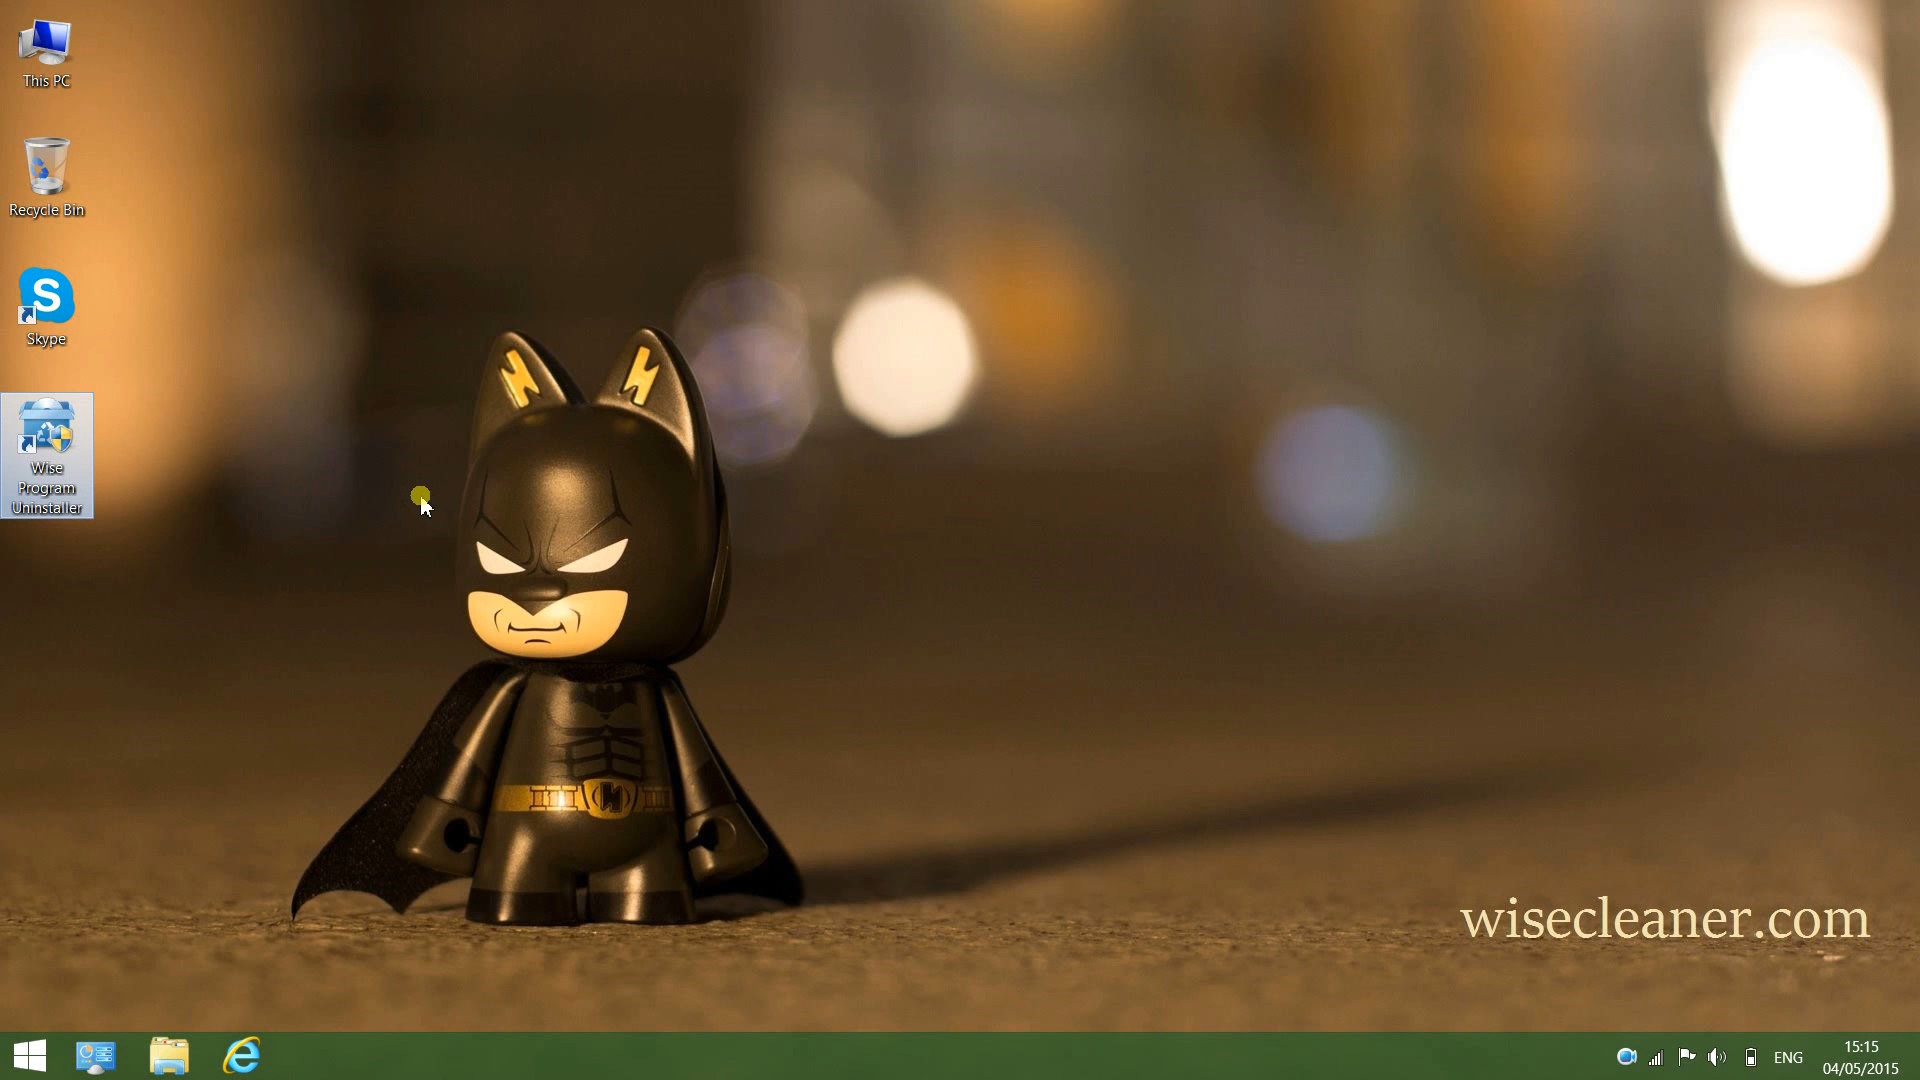 This PC
Recycle Bin
S
Skype
Wise
Program
Uninstaller
wisecleaner.com
ENG
15:15
04/05/2015